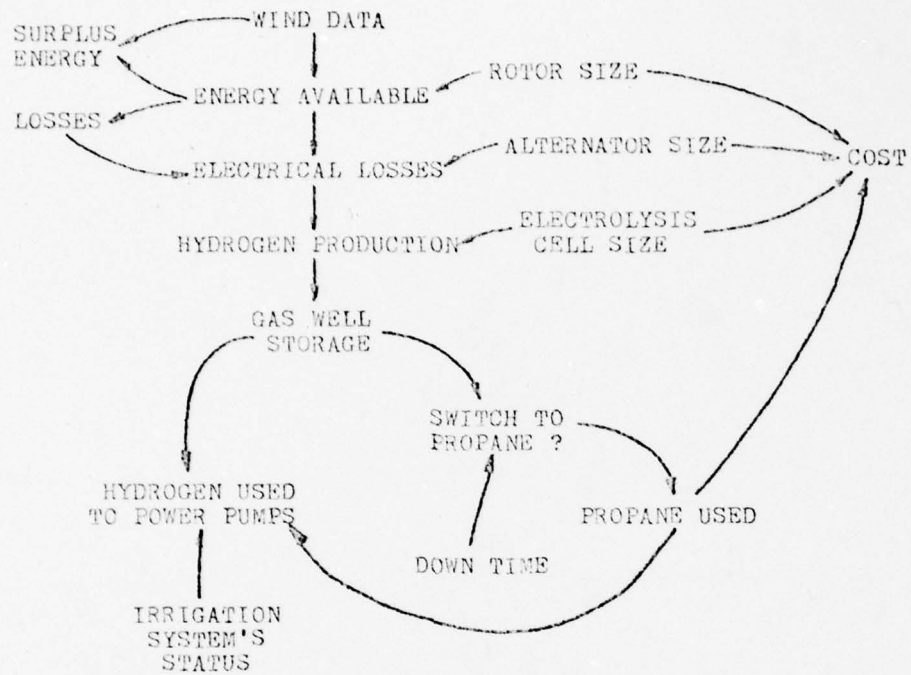 WIND DATA
SURPLUS
ENERGY
ROTOR SIZE
ENERGY AVAILABLE
LOSSES
ALTERNATOR SIZE
COST
ELECTRICAL LOSSES
ELECTROLYSIS
CELL SIZE
HYDROGEN PRODUCTION
GAS WELL
STORAGE
SWITCH TO
PROPANE ?
HYDROGEN USED
TO POWER PUMPS
PROPANE USED
DOWN TIME
IRRIGATION
SYSTEM'S
STATUS